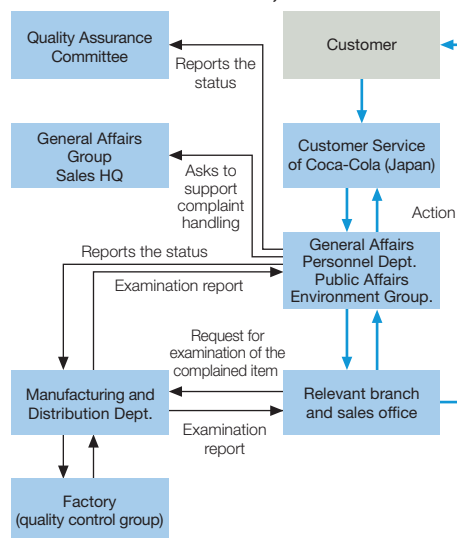 Quality Assurance
Committee
Customer
Reports the
status
General Affairs
Group
Sales HQ
Customer Service
of Coca-Cola (Japan)
Asks to
support
complaint
handling
Action
Reports the status
General Affairs
Personnel Dept.
Public Affairs
Environment Group.
Examination report
Request for
examination of the
complained item
Manufacturing and
Distribution Dept.
Relevant branch
and sales office
Examination
report
Factory
(quality control group)